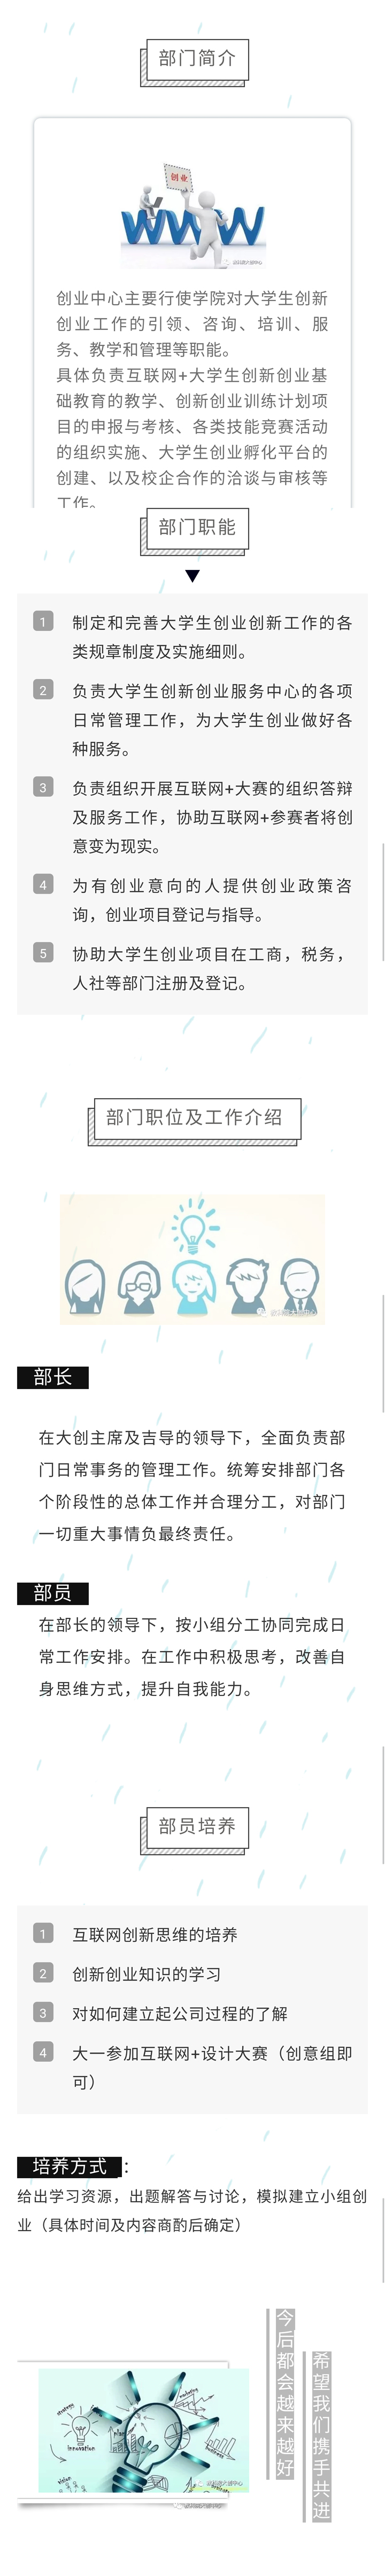 部门简介
创业
WWW
创业中心主要行使学院对大学生创新
创业工作的引领、咨询、培训、服
务、教学和管理等职能。
具体负责互联网+大学生创新创业基
础教育的教学、创新创业训练计划项
目的申报与考核、各类技能竞赛活动
的组织实施、大学生创业孵化平台的
创建、以及校企合作的洽谈与审核等
工作。
部门职能
1 制定和完善大学生创业创新工作的各
类规章制度及实施细则。
2 负责大学生创新创业服务中心的各项
日常管理工作，为大学生创业做好各
种服务。
3 负责组织开展互联网+大赛的组织答辩
及服务工作，协助互联网+参赛者将创
意变为现实。
4 为有创业意向的人提供创业政策咨
询，创业项目登记与指导。
5 协助大学生创业项目在工商，税务，
人社等部门注册及登记。
部门职位及工作介绍
部长
在大创主席及吉导的领导下，全面负责部
门日常事务的管理工作。统筹安排部门各
个阶段性的总体工作并合理分工，对部门
一切重大事情负最终责任。
部员
在部长的领导下，按小组分工协同完成日
常工作安排。在工作中积极思考，改善自
身思维方式，提升自我能力。
部员培养
1 互联网创新思维的培养
2 创新创业知识的学习
3 对如何建立起公司过程的了解
4 大一参加互联网+设计大赛（创意组即
可）
培养方式：
给出学习资源，出题解答与讨论，模拟建立小组创
业（具体时间及内容商酌后确定）
今后都会越来越好
希望我们携手共进
strategy
marketing
innovation
plan
vision
business